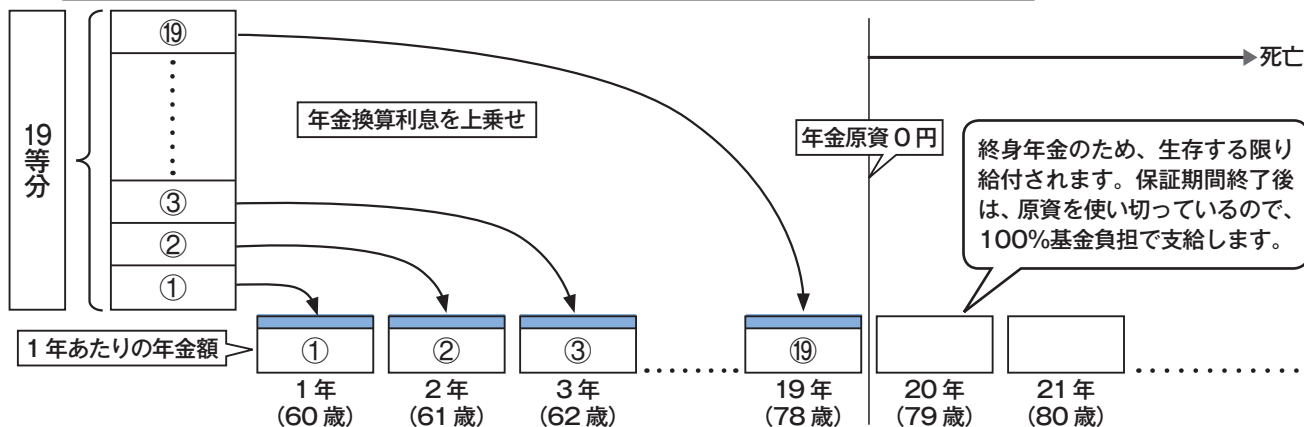 19等分
⑲
③
②
①
年金換算利息を上乗せ
年金原資0円
死亡
終身年金のため、生存する限り
給付されます。保証期間終了後
は、原資を使い切っているので、
100%基金負担で支給します。
1年あたりの年金額
①
②
③
⑲
1年
(60歳)
2年
(61歳)
3年
(62歳)
19年
(78歳)
20年
(79歳)
21年
(80歳)